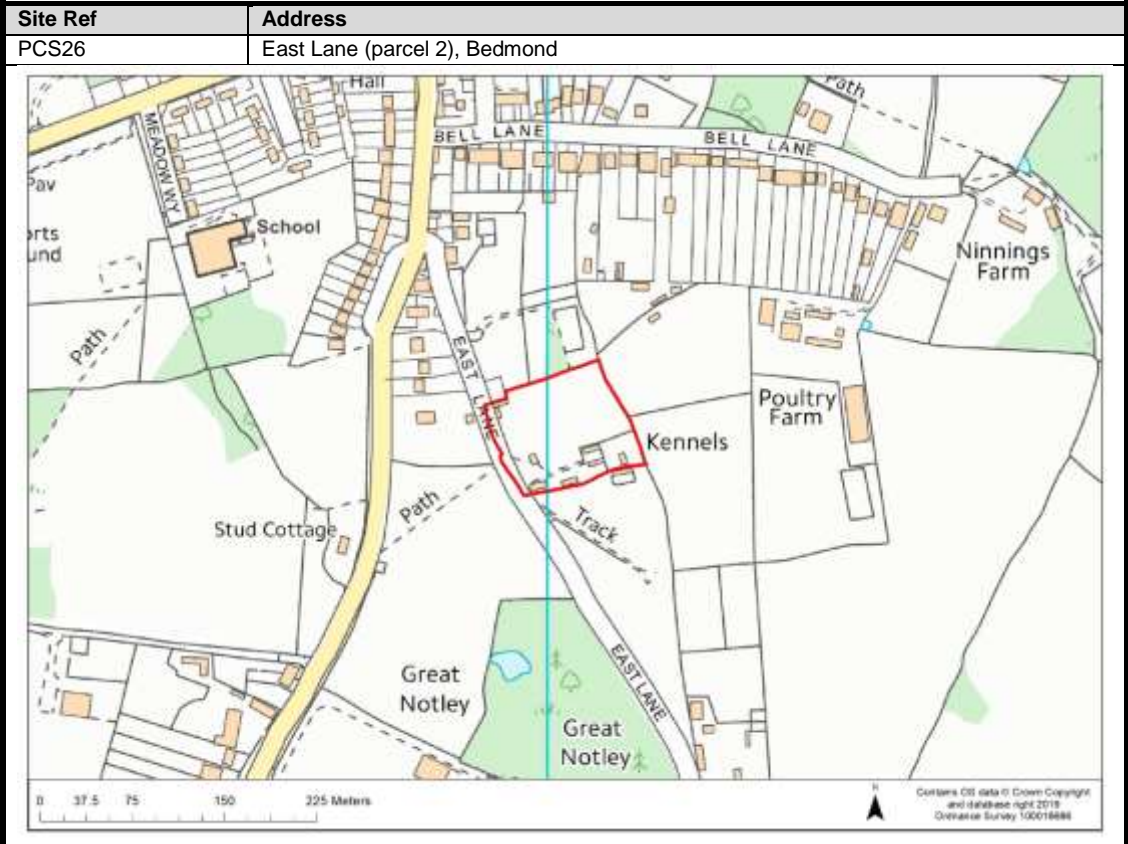 Site Ref
Address
PCS26
East Lane (parcel 2), Bedmond
Hall
Path
MEADOW WY
BELL LANE
BELL LANE
Pav
School
orts
und
Ninnings
Farm
Path
EAST LANE
Poultry
Farm
Kennels
Path
Track
Stud Cottage
Great
Notley
EAST LANE
Great
Notley
0 37.5 75 150 225 Meters
N
Contains OS data © Crown Copyright
and database right 2019
Ordnance Survey 100018686